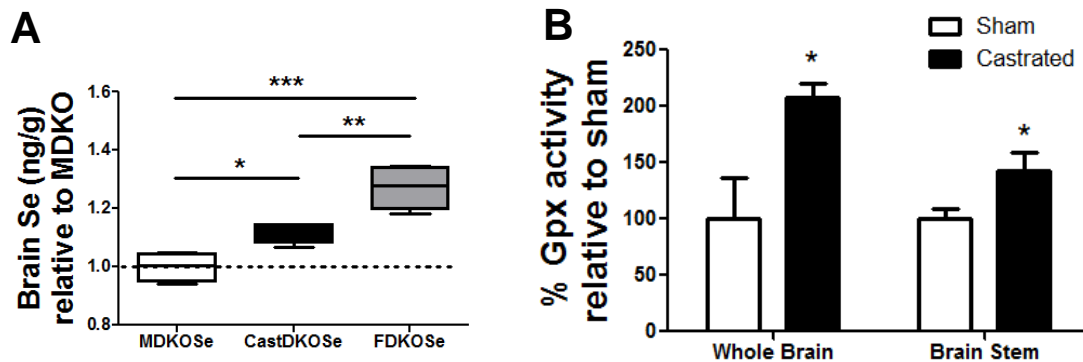 A
Brain Se (ng/g)
relative to MDKO
1.6
1.4
1.2
1.0
0.8
***
**
*
MDKOSe CastDKOSe FDKOSe
B
% Gpx activity
relative to sham
250
200
150
100
50
0
Sham
Castrated
*
*
Whole Brain Brain Stem